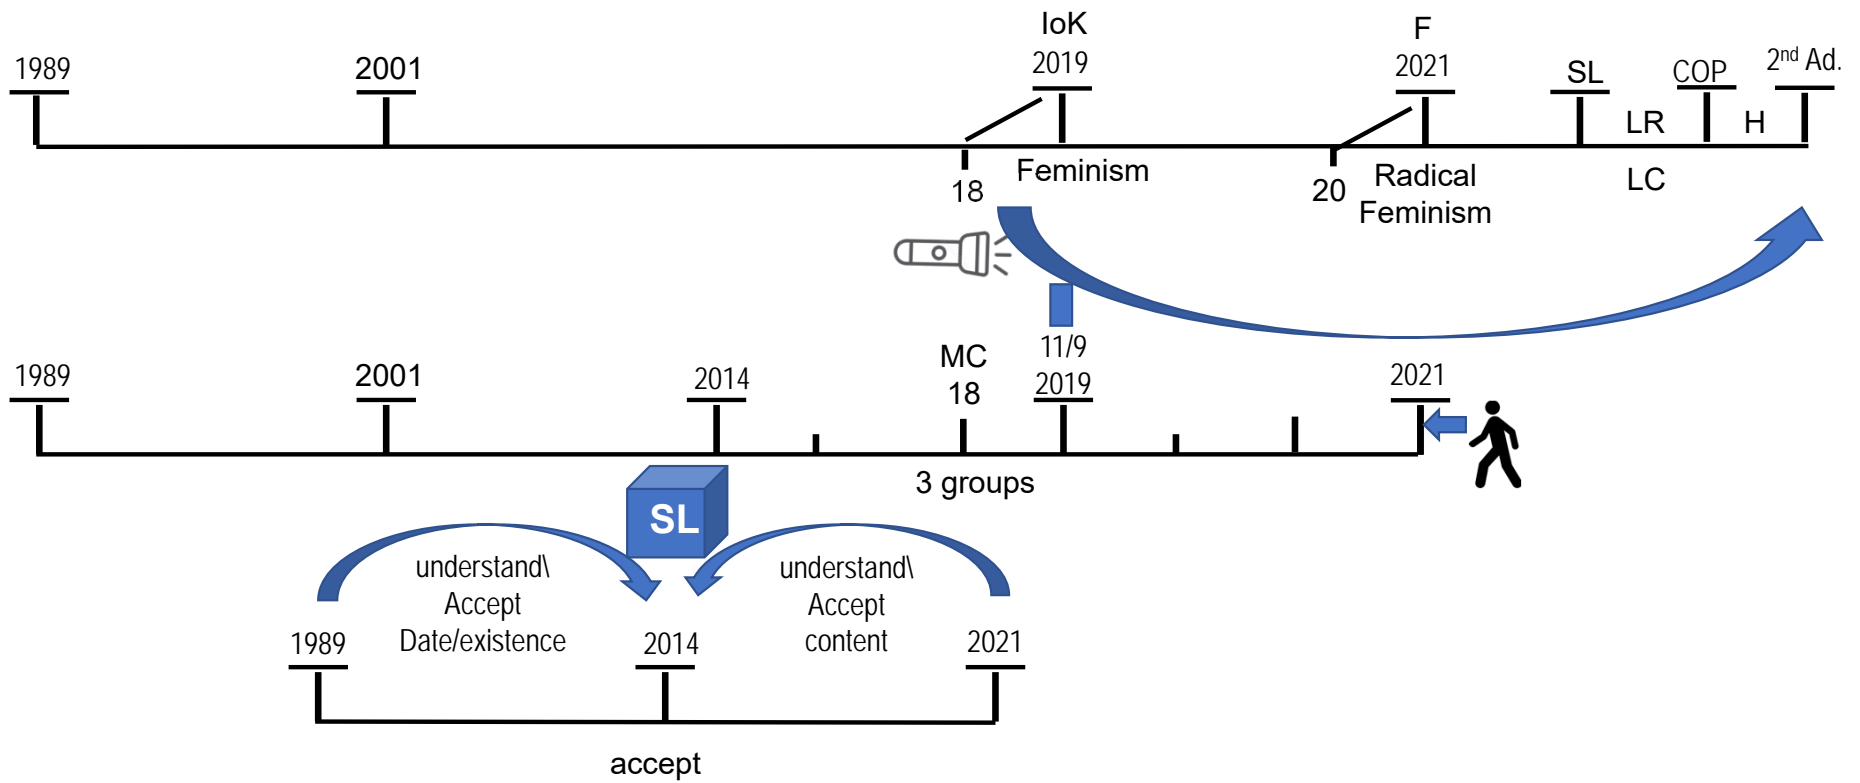 IoK
F
1989
2001
2019
2021
SL
COP
2nd Ad.
LR
H
18
Feminism
20
Radical
Feminism
LC
11/9
MC
1989
2001
2014
18
2019
2021
3 groups
SL
understand\
Accept
Date/existence
understand\
Accept
content
1989
2014
2021
accept